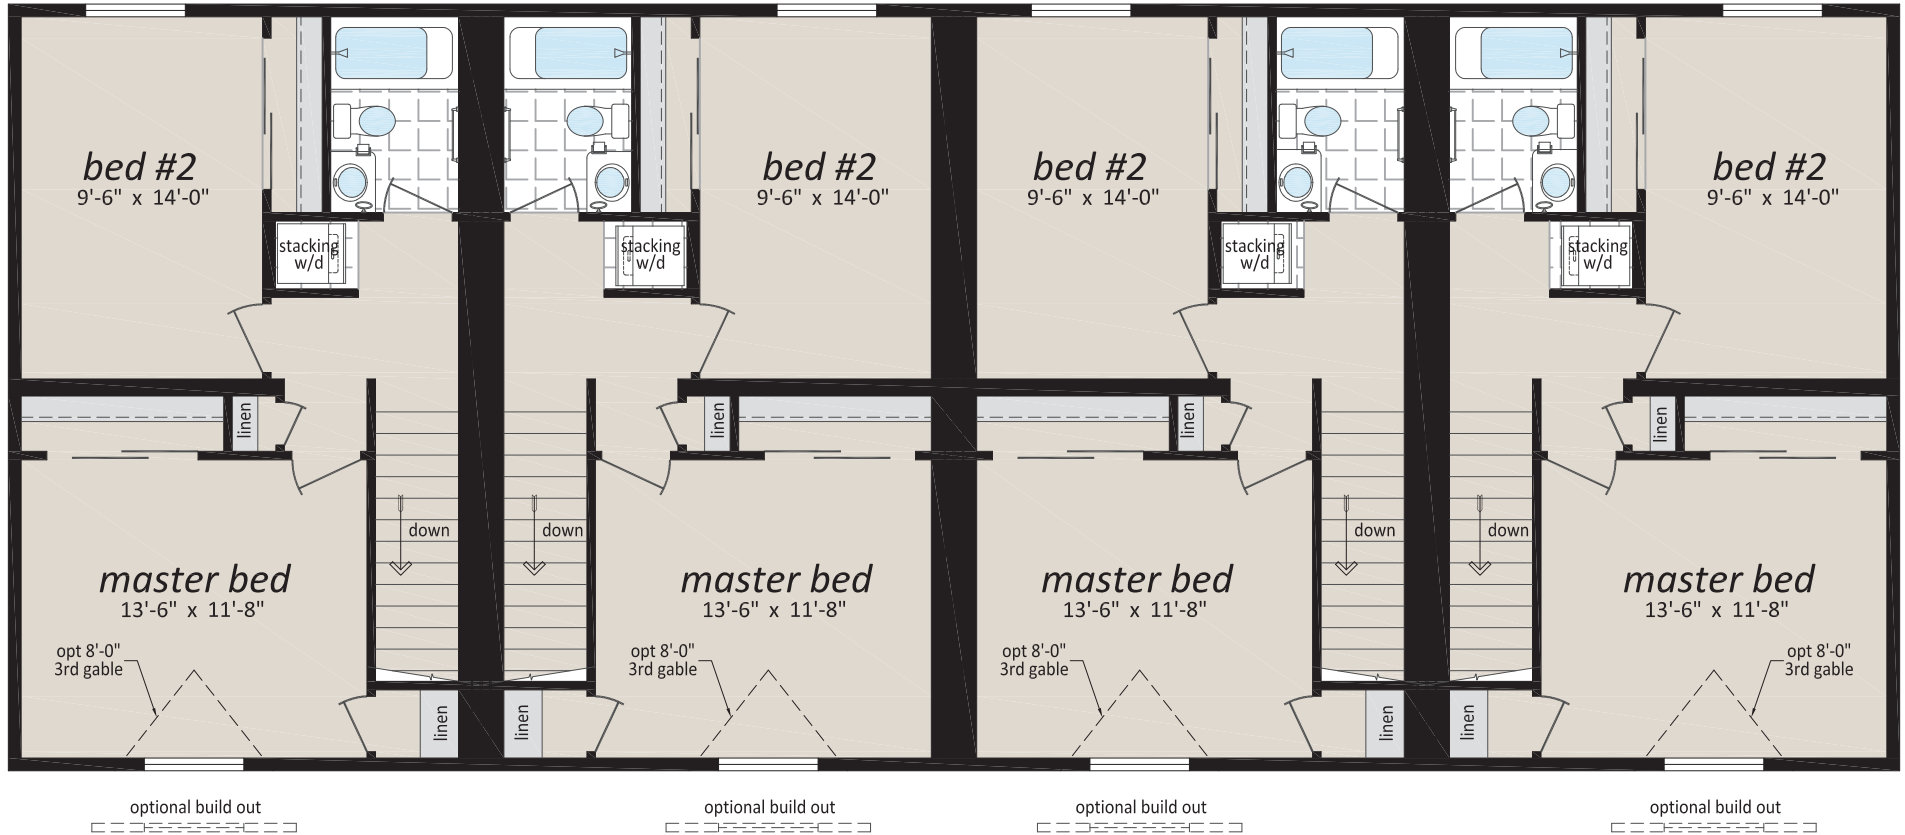 bed #2
9'-6" x 14'-0"
bed #2
9'-6" x 14'-0"
bed #2
9'-6" x 14'-0"
bed #2
9'-6" x 14'-0"
stacking
w/d
stacking
w/d
stacking
w/d
stacking
w/d
linen
linen
linen
linen
down
down
down
down
master bed
13'-6" x 11'-8"
master bed
13'-6" x 11'-8"
master bed
13'-6" x 11'-8"
master bed
13'-6" x 11'-8"
opt 8'-0"
3rd gable
opt 8'-0"
3rd gable
opt 8'-0"
3rd gable
opt 8'-0"
3rd gable
linen
linen
linen
linen
optional build out
optional build out
optional build out
optional build out